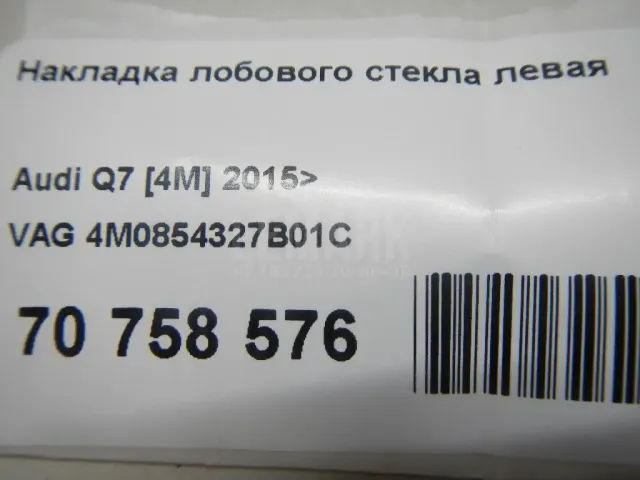 Накладка лобового стекла левая
Audi Q7 [4M] 2015>
VAG 4M0854327B01C
70 758 576